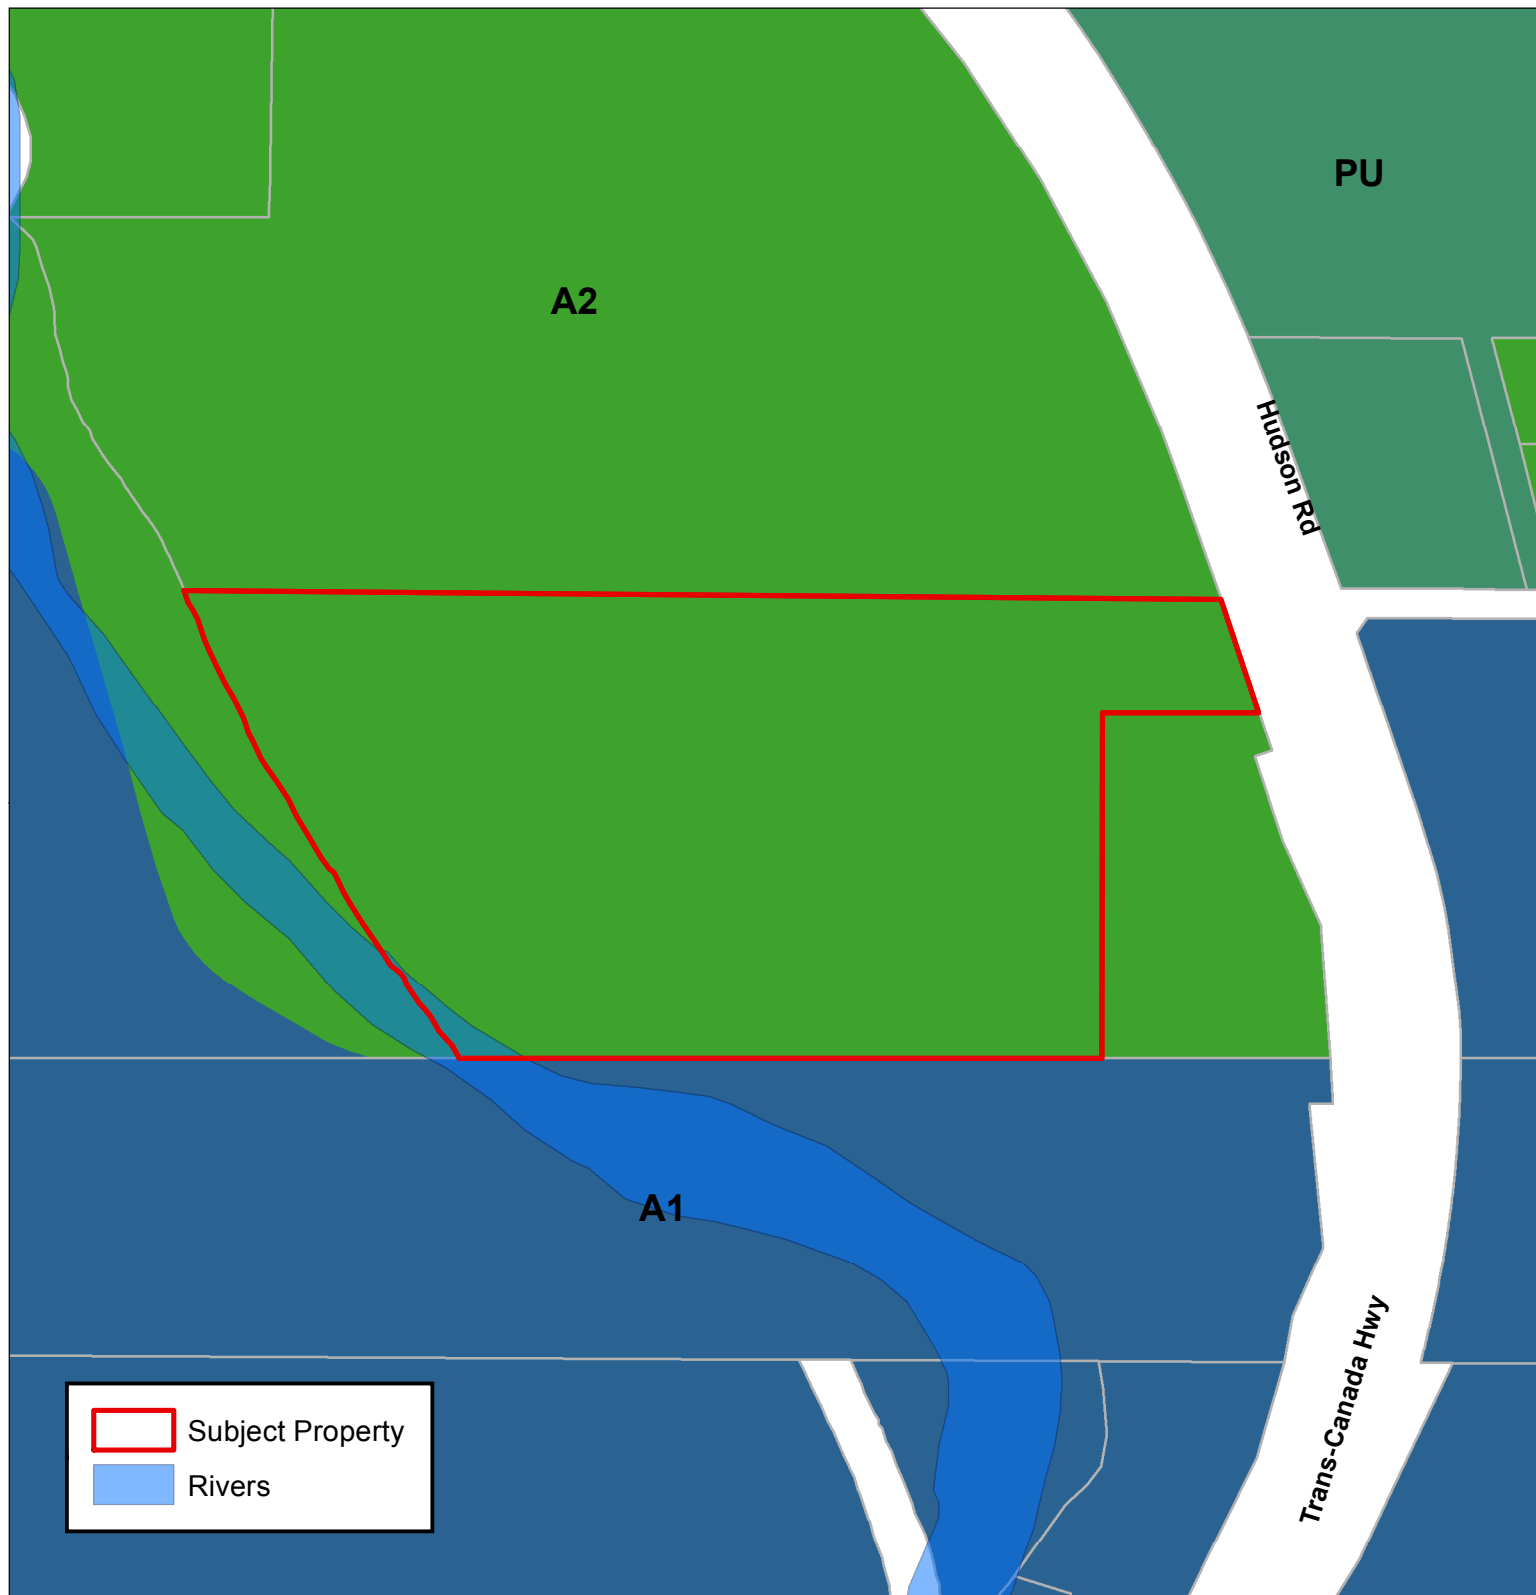 PU
A2
Hudson Rd
A1
Trans-Canada Hwy
Subject Property
Rivers